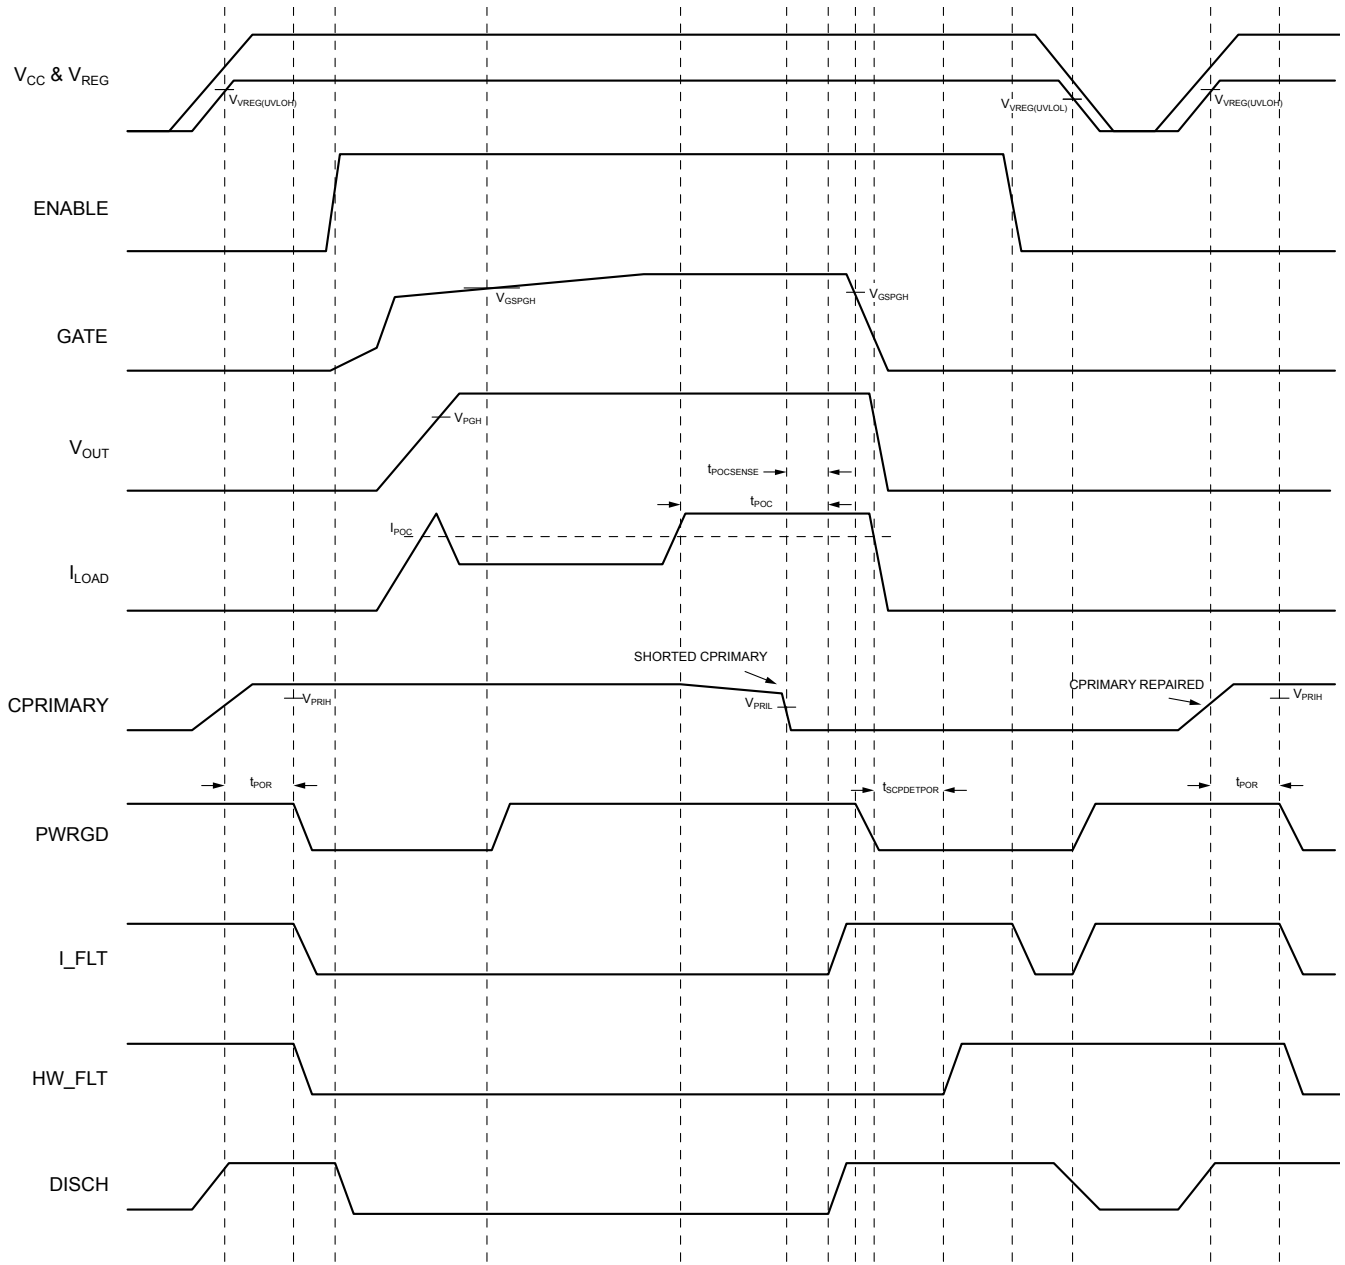 VCC & VREG
VVREG(UVLOH)
VVREG(UVLOL)
VVREG(UVLOH)
ENABLE
VGSPGH
VGSPGH
GATE
VPGH
VOUT
tPOCSENSE
tPOC
IPOC
ILOAD
SHORTED CPRIMARY
CPRIMARY REPAIRED
CPRIMARY
VPRIH
VPRIL
VPRIH
tPOR
tSCPDETPOR
tPOR
PWRGD
I_FLT
HW_FLT
DISCH